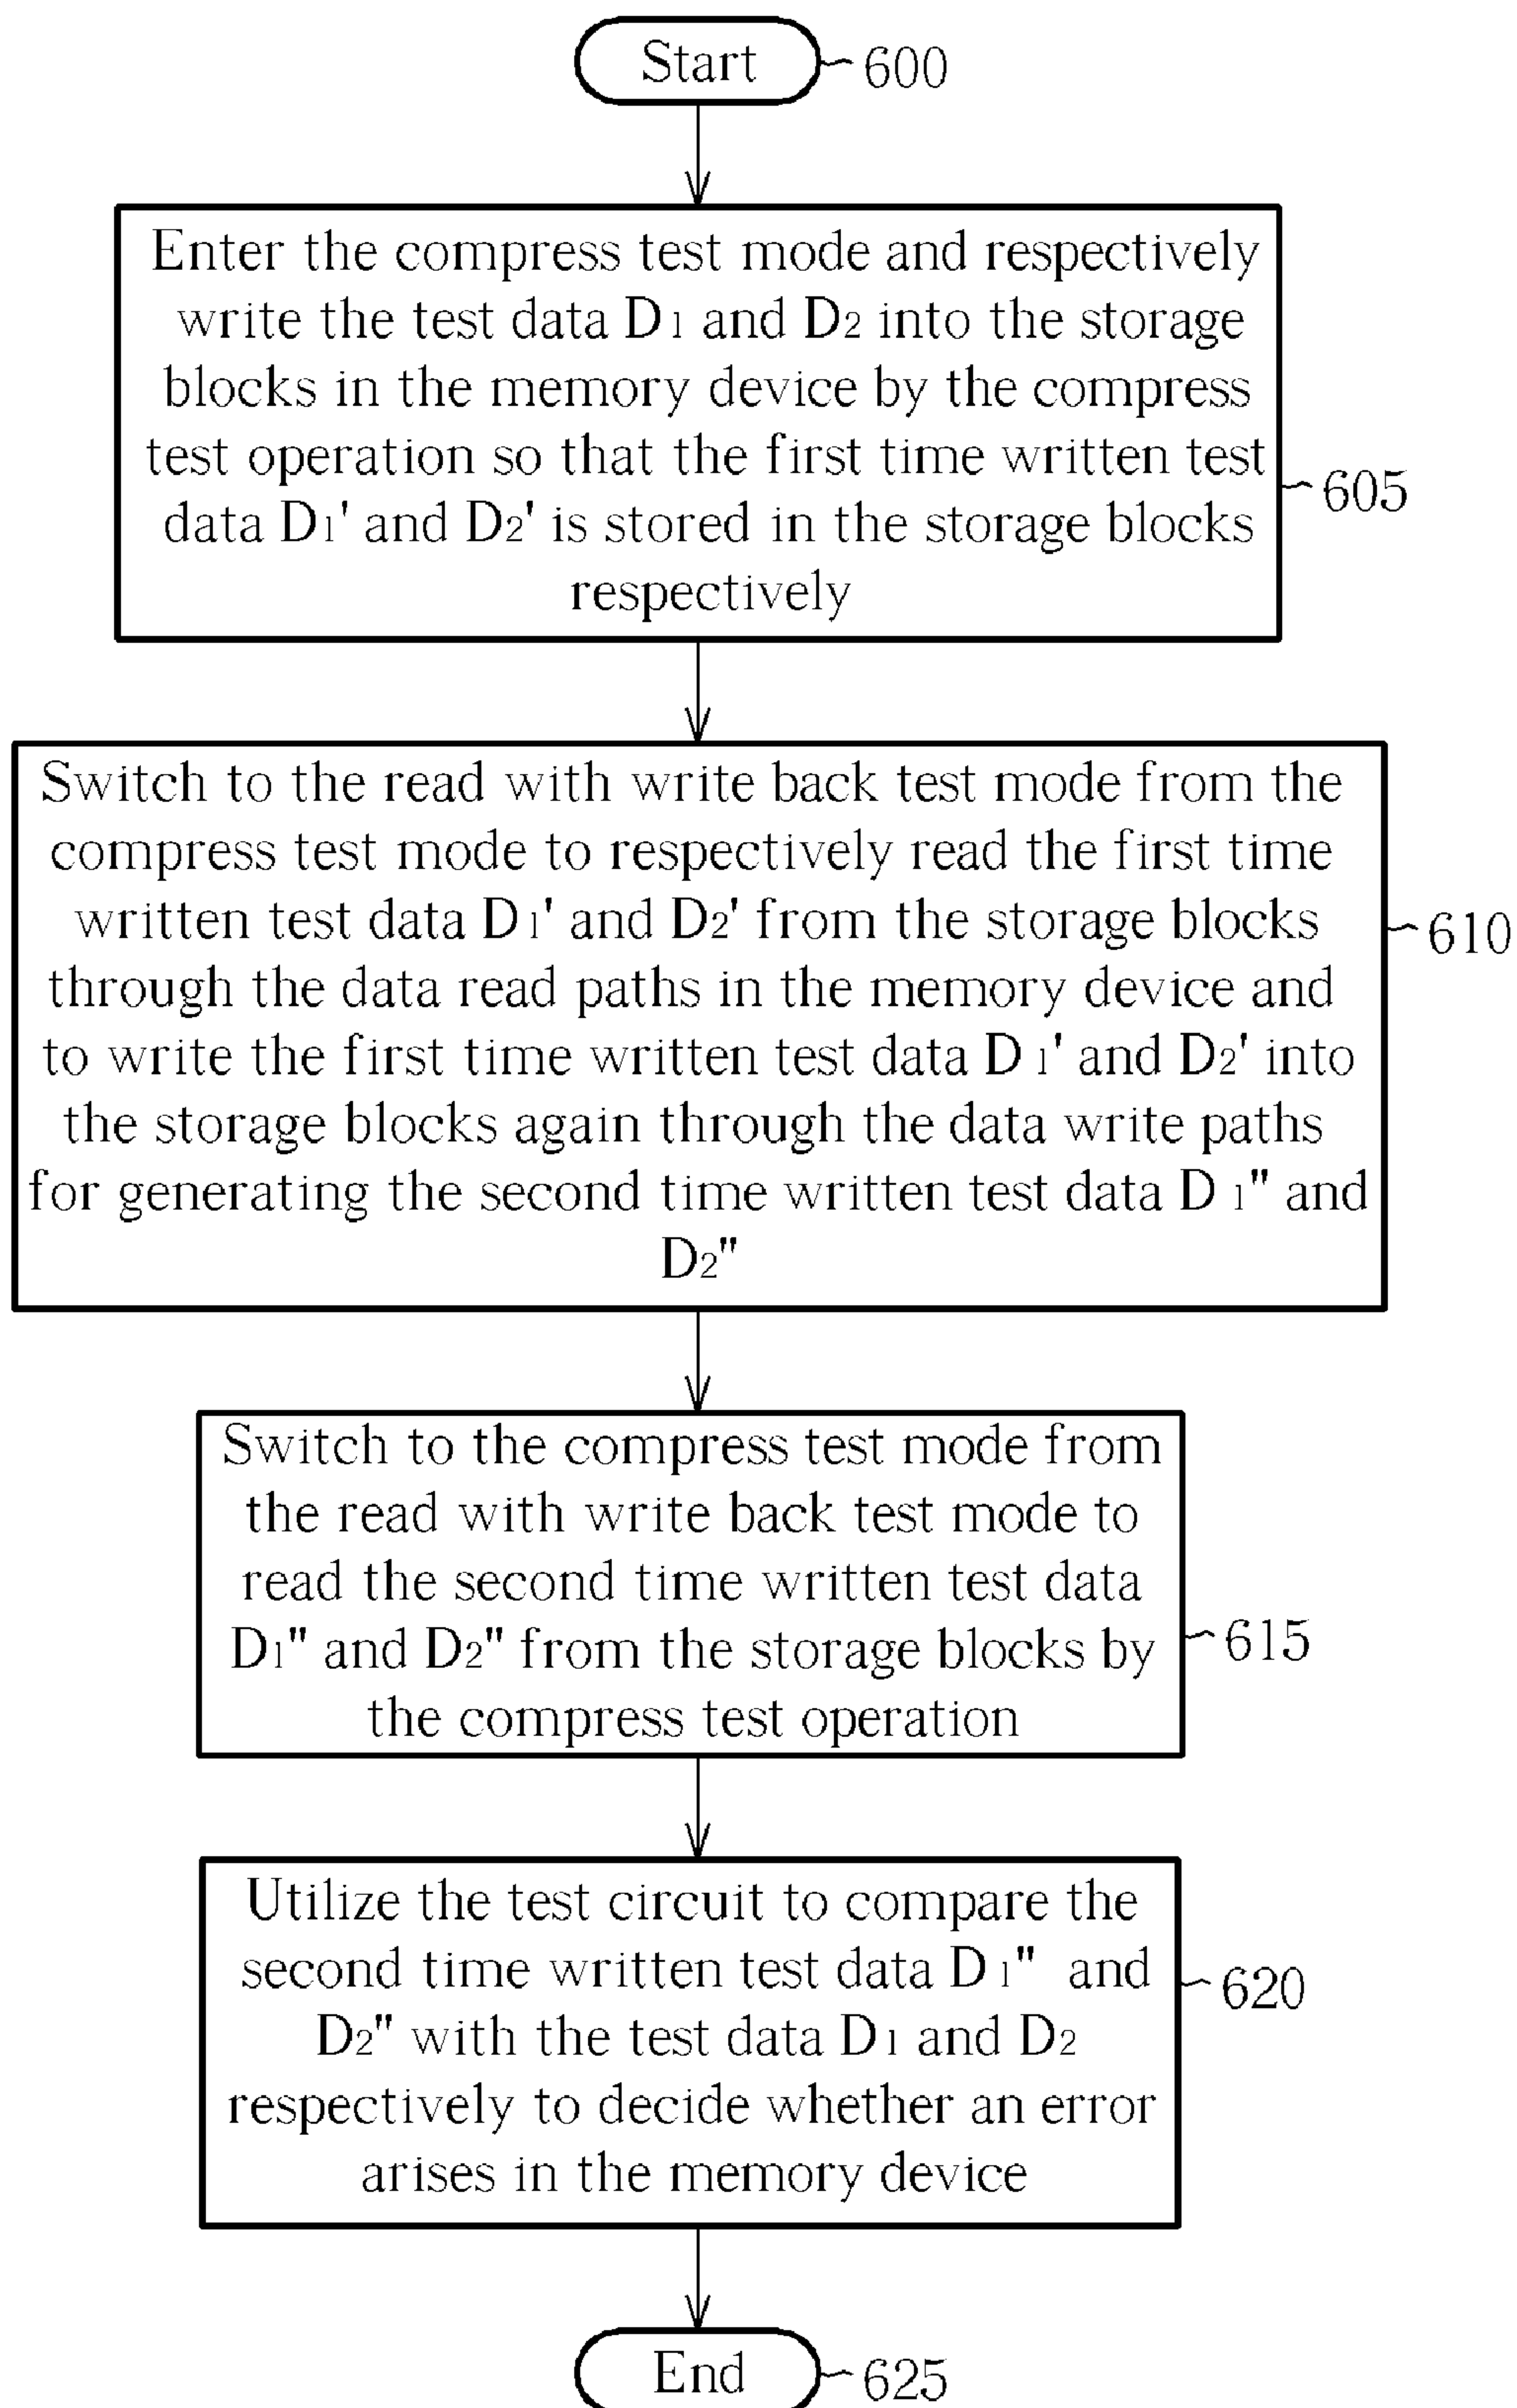 Start 600
Enter the compress test mode and respectively
write the test data D1 and D2 into the storage
blocks in the memory device by the compress
test operation so that the first time written test
605
data D1' and D2' is stored in the storage blocks
respectively
Switch to the read with write back test mode from the
compress test mode to respectively read the first time
written test data D1' and D2' from the storage blocks
610
through the data read paths in the memory device and
to write the first time written test data D1' and D2' into
the storage blocks again through the data write paths
for generating the second time written test data D1" and
D2"
Switch to the compress test mode from
the read with write back test mode to
read the second time written test data
D1" and D2" from the storage blocks by
615
the compress test operation
Utilize the test circuit to compare the
second time written test data D1" and
620
D2" with the test data D1 and D2
respectively to decide whether an error
arises in the memory device
End 625